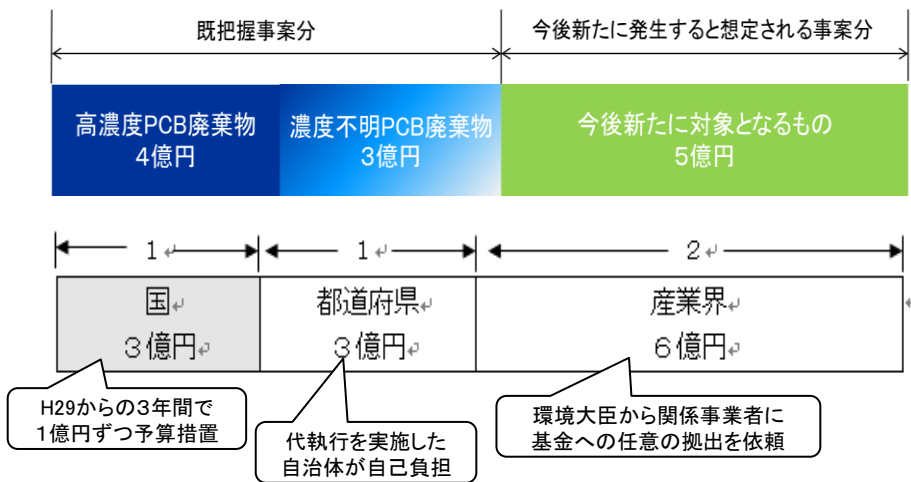 既把握事案分
今後新たに発生すると想定される事案分
高濃度PCB廃棄物
4億円
濃度不明PCB廃棄物
3億円
今後新たに対象となるもの
5億円
1↵
1↵
2↵
国↵
３億円↵
都道府県↵
３億円↵
産業界↵
６億円↵
↵
H29からの３年間で
１億円ずつ予算措置
代執行を実施した
自治体が自己負担
環境大臣から関係事業者に
基金への任意の拠出を依頼